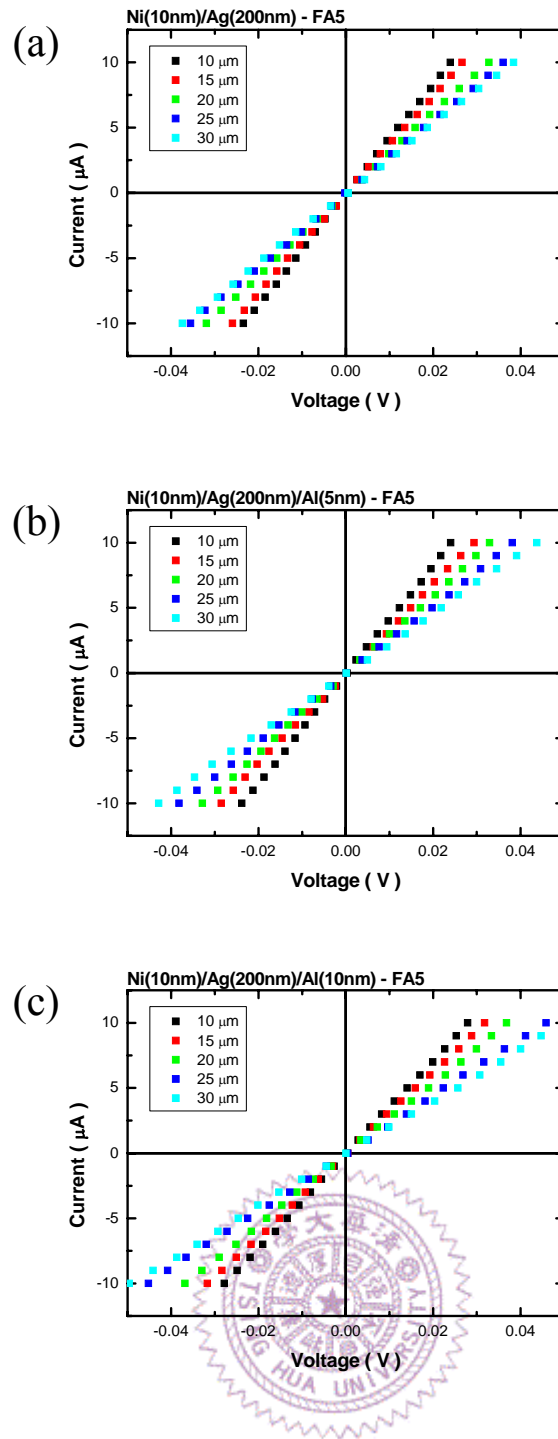 (a)
Ni(10nm)/Ag(200nm) - FA5
10 μm
15 μm
20 μm
25 μm
30 μm
10
5
0
-5
-10
Current ( μA )
-0.04
-0.02
0.00
0.02
0.04
Voltage ( V )
(b)
Ni(10nm)/Ag(200nm)/Al(5nm) - FA5
10 μm
15 μm
20 μm
25 μm
30 μm
10
5
0
-5
-10
Current ( μA )
-0.04
-0.02
0.00
0.02
0.04
Voltage ( V )
(c)
Ni(10nm)/Ag(200nm)/Al(10nm) - FA5
10 μm
15 μm
20 μm
25 μm
30 μm
10
5
0
-5
-10
Current ( μA )
-0.04
-0.02
0.00
0.02
0.04
Voltage ( V )
TSING HUA UNIVERSITY